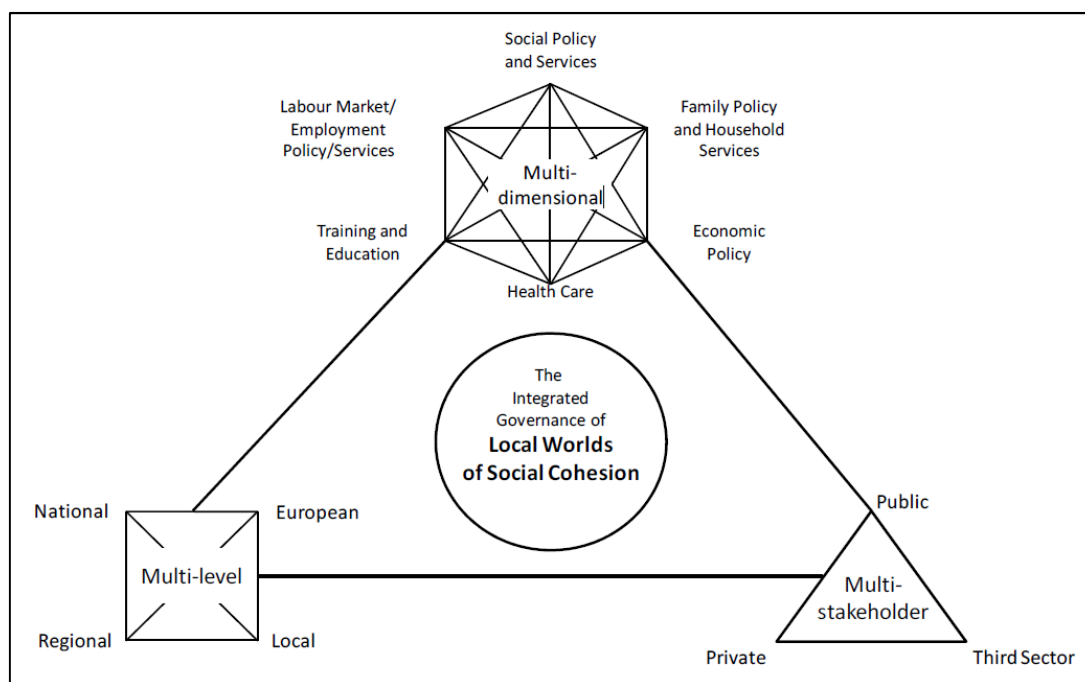 Social Policy
and Services
Labour Market/
Employment
Policy/Services
Family Policy
and Household
Services
Multi-
dimensional
Training and
Education
Economic
Policy
Health Care
The
Integrated
Governance of
Local Worlds
of Social Cohesion
National
European
Multi-level
Regional
Local
Public
Multi-
stakeholder
Private
Third Sector